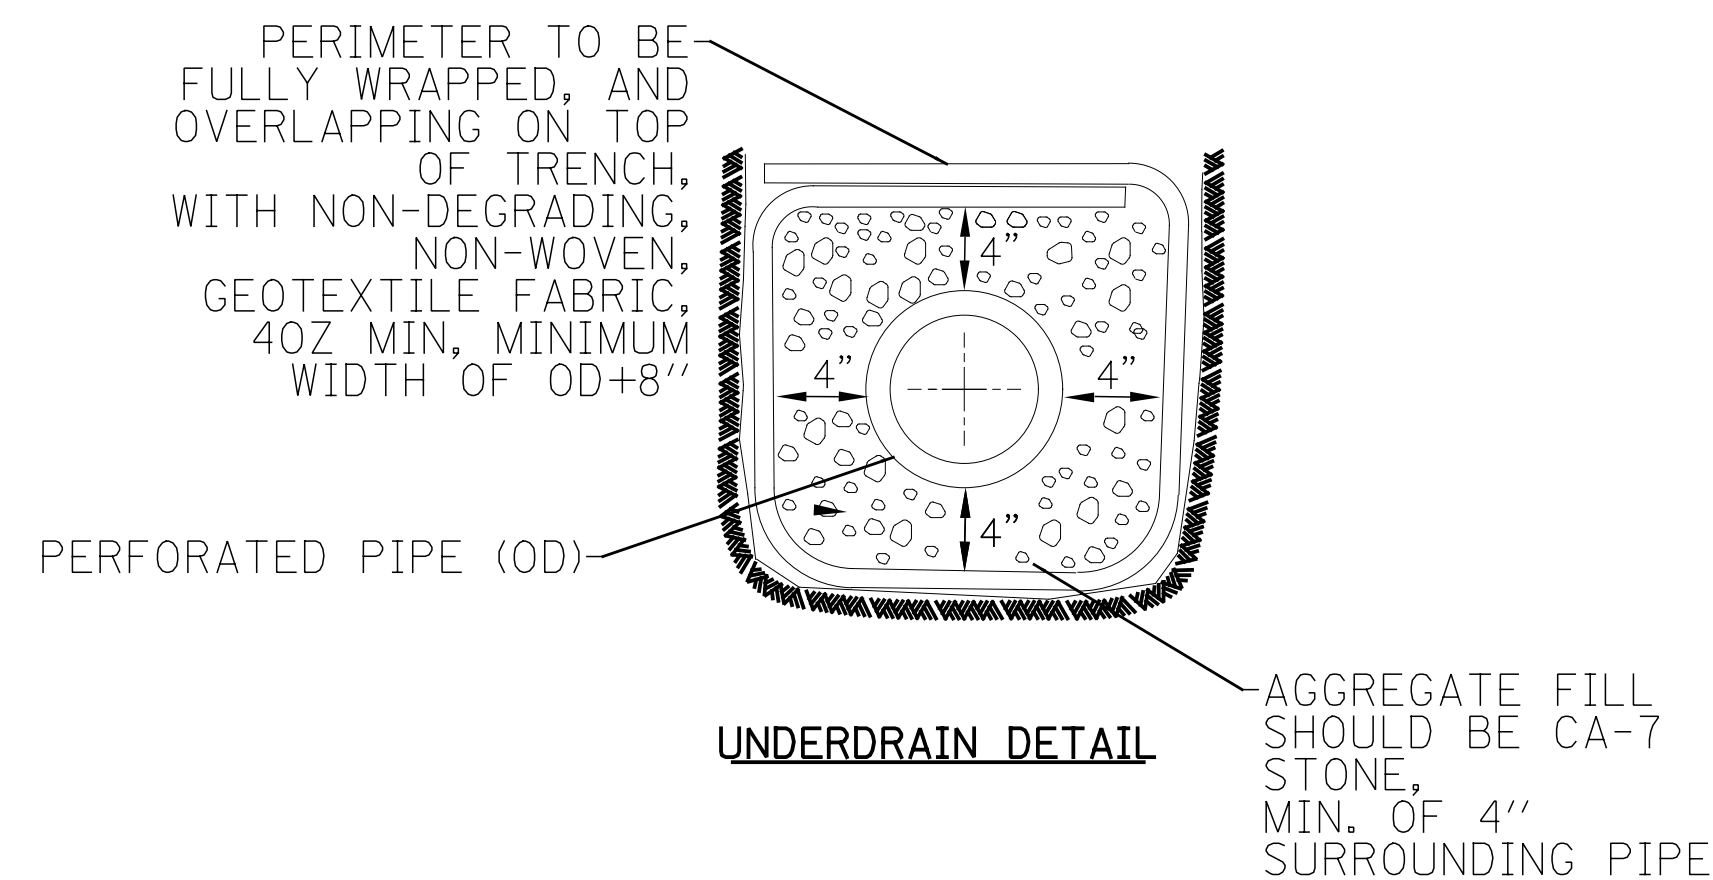 PERIMETER TO BE
FULLY WRAPPED, AND
OVERLAPPING ON TOP
OF TRENCH,
WITH NON-DEGRADING,
NON-WOVEN,
GEOTEXTILE FABRIC,
4OZ MIN, MINIMUM
WIDTH OF OD+8''
4”
4”
4”
4”
PERFORATED PIPE (OD)
UNDERDRAIN DETAIL
AGGREGATE FILL
SHOULD BE CA-7
STONE,
MIN. OF 4''
SURROUNDING PIPE